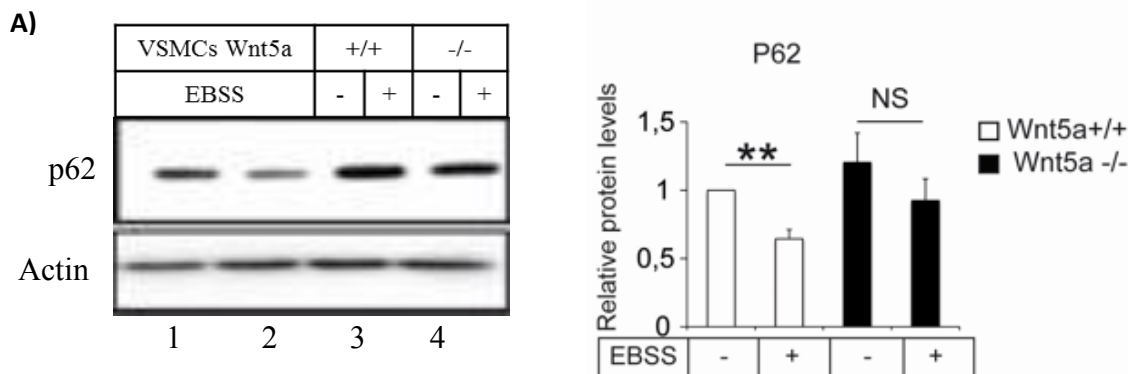 A)
VSMCs Wnt5a +/+ -/-
EBSS - + - +
p62
Actin
1 2 3 4
P62
Relative protein levels
1,5
1
0,5
0
** NS
Wnt5a+/+
Wnt5a -/-
EBSS - + - +